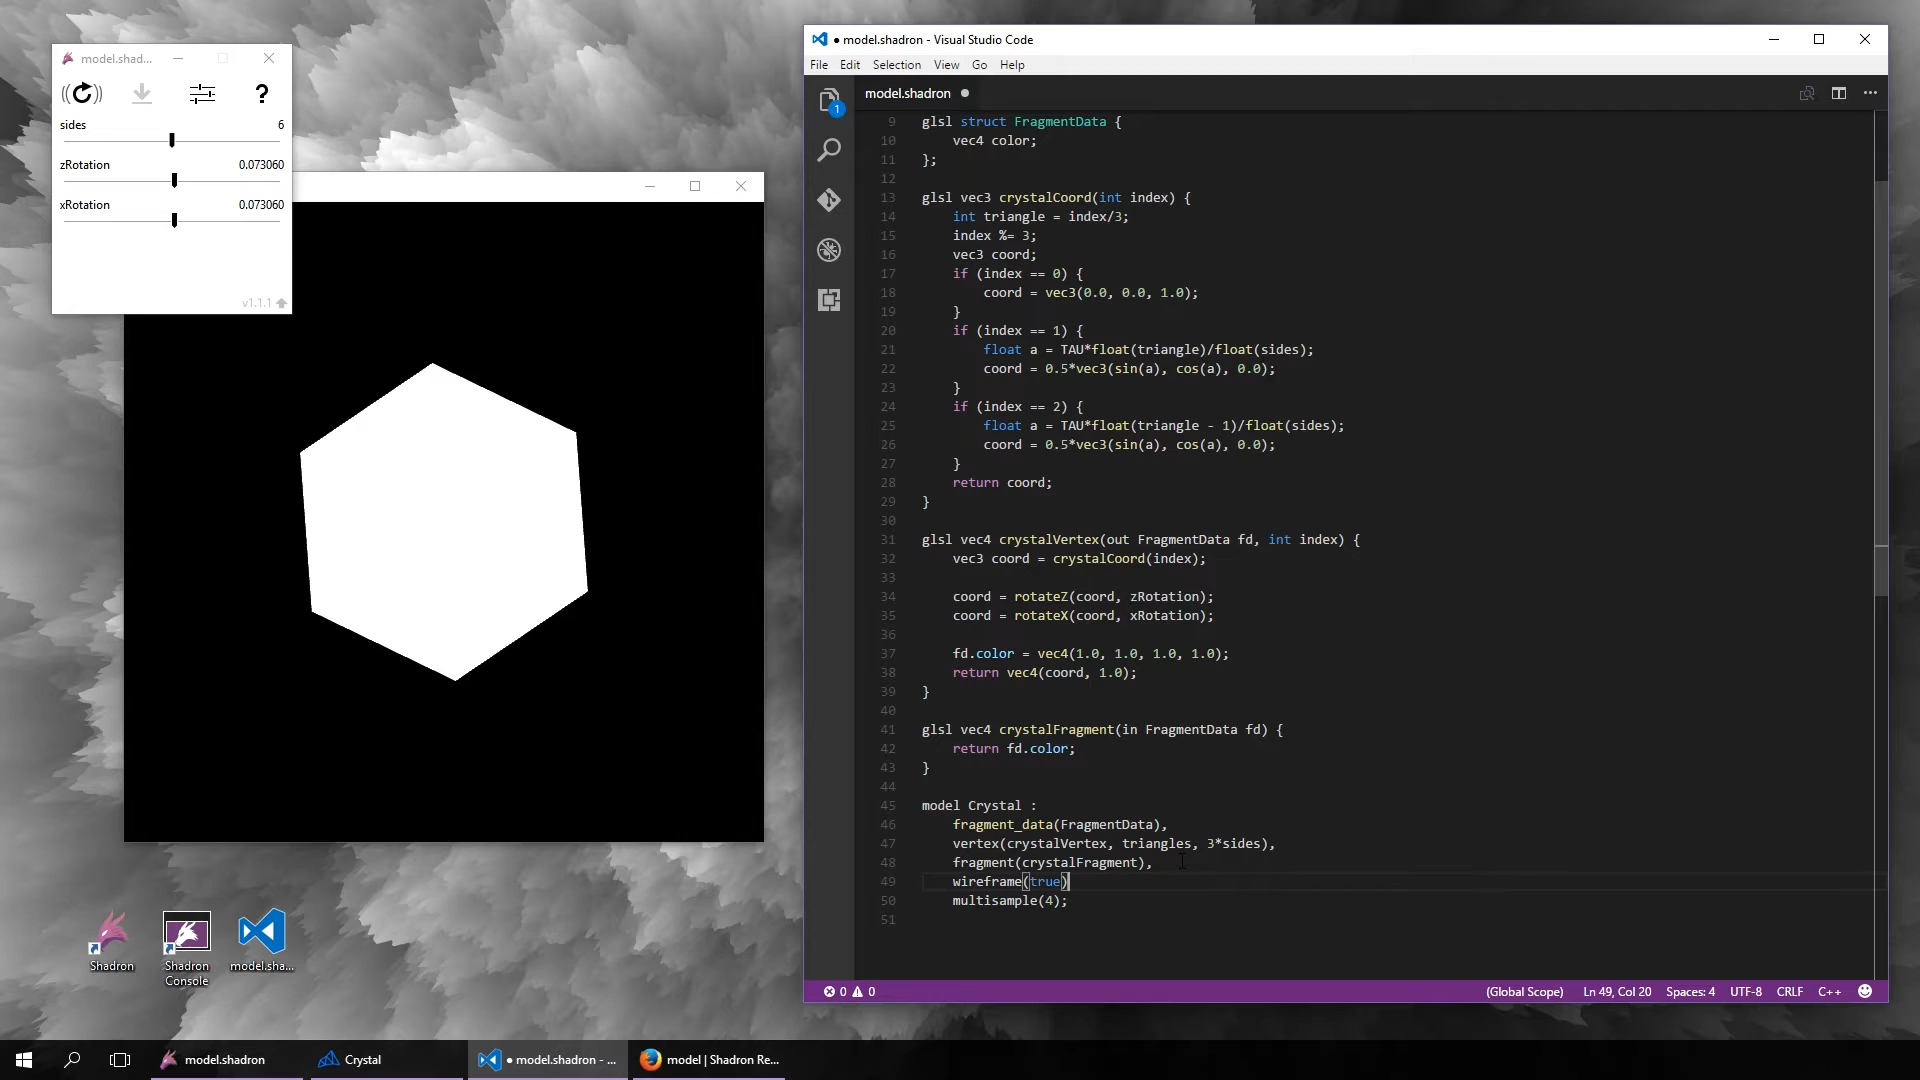 model.shad...
?
sides 6
zRotation 0.073060
xRotation 0.073060
v1.1.1
● model.shadron - Visual Studio Code
File Edit Selection View Go Help
1
model.shadron ●
9 glsl struct FragmentData {
10 vec4 color;
11 };
12
13 glsl vec3 crystalCoord(int index) {
14 int triangle = index/3;
15 index %= 3;
16 vec3 coord;
17 if (index == 0) {
18 coord = vec3(0.0, 0.0, 1.0);
19 }
20 if (index == 1) {
21 float a = TAU*float(triangle)/float(sides);
22 coord = 0.5*vec3(sin(a), cos(a), 0.0);
23 }
24 if (index == 2) {
25 float a = TAU*float(triangle - 1)/float(sides);
26 coord = 0.5*vec3(sin(a), cos(a), 0.0);
27 }
28 return coord;
29 }
30
31 glsl vec4 crystalVertex(out FragmentData fd, int index) {
32 vec3 coord = crystalCoord(index);
33
34 coord = rotateZ(coord, zRotation);
35 coord = rotateX(coord, xRotation);
36
37 fd.color = vec4(1.0, 1.0, 1.0, 1.0);
38 return vec4(coord, 1.0);
39 }
40
41 glsl vec4 crystalFragment(in FragmentData fd) {
42 return fd.color;
43 }
44
45 model Crystal :
46 fragment_data(FragmentData),
47 vertex(crystalVertex, triangles, 3*sides),
48 fragment(crystalFragment),
49 wireframe(true)
50 multisample(4);
51
0 0 (Global Scope) Ln 49, Col 20 Spaces: 4 UTF-8 CRLF C++
Shadron
Shadron Console
model.sha...
model.shadron
Crystal
● model.shadron - ...
model | Shadron Re...